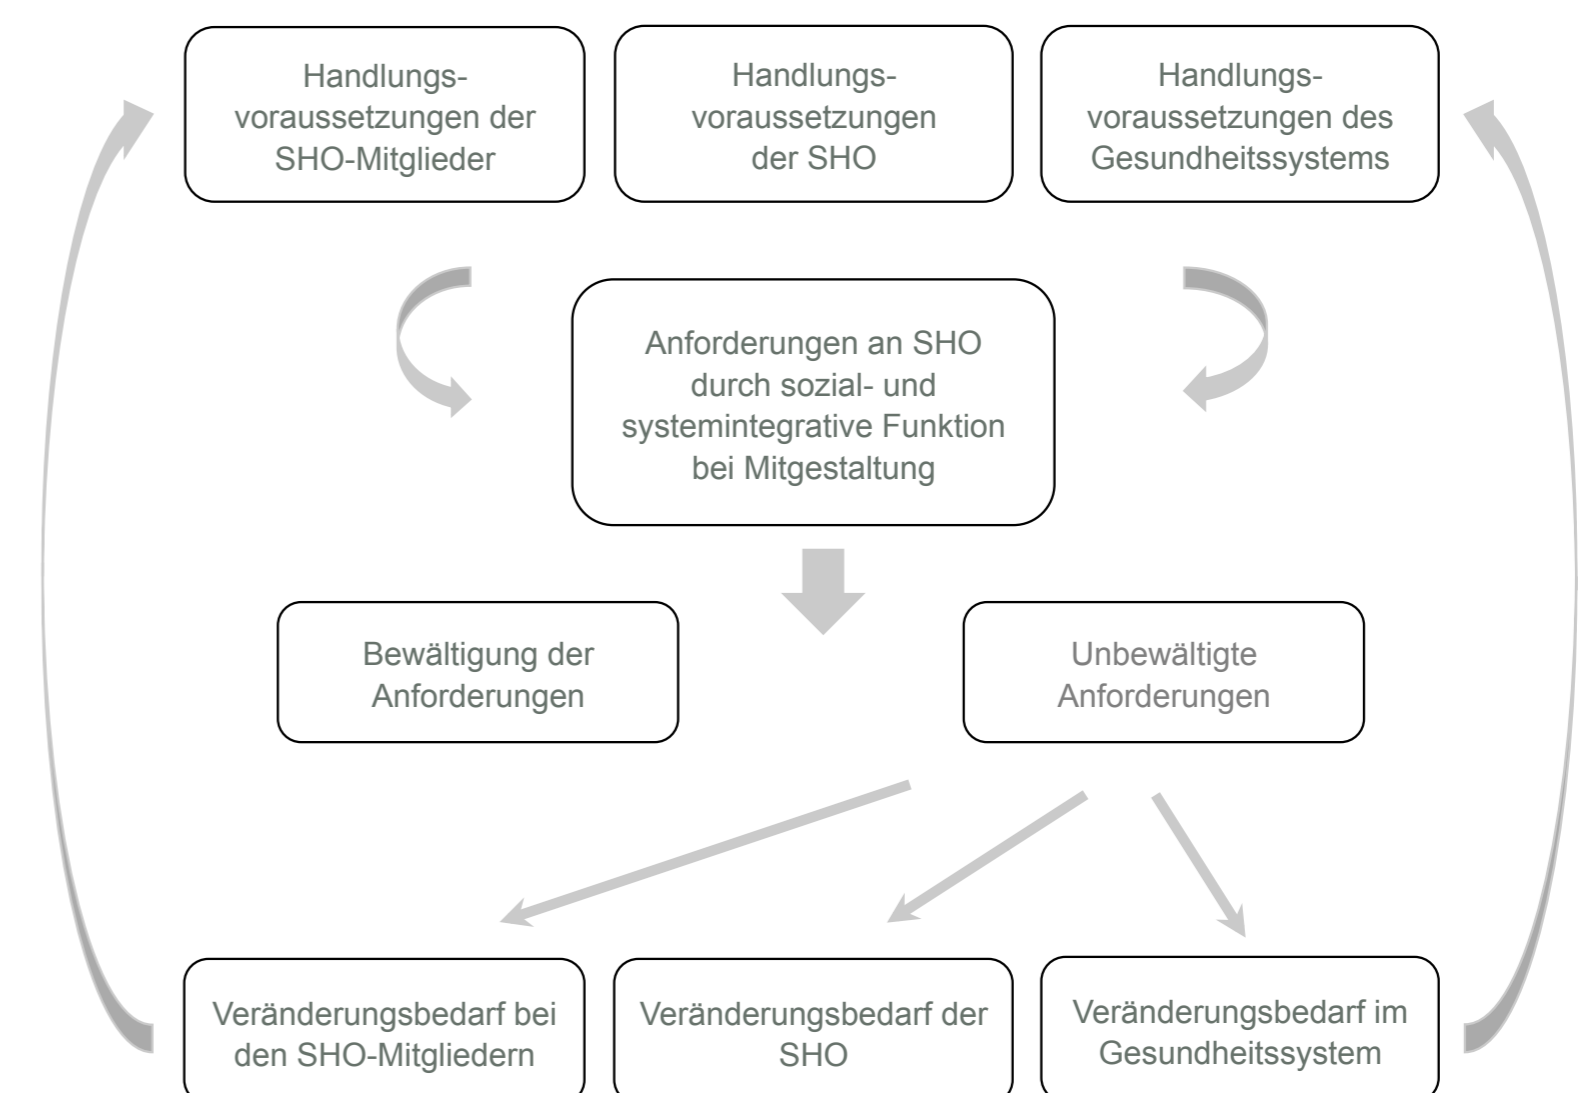 Handlungs-
voraussetzungen der
SHO-Mitglieder
Handlungs-
voraussetzungen
der SHO
Handlungs-
voraussetzungen des
Gesundheitssystems
Anforderungen an SHO
durch sozial- und
systemintegrative Funktion
bei Mitgestaltung
Bewältigung der
Anforderungen
Unbewältigte
Anforderungen
Veränderungsbedarf bei
den SHO-Mitgliedern
Veränderungsbedarf der
SHO
Veränderungsbedarf im
Gesundheitssystem